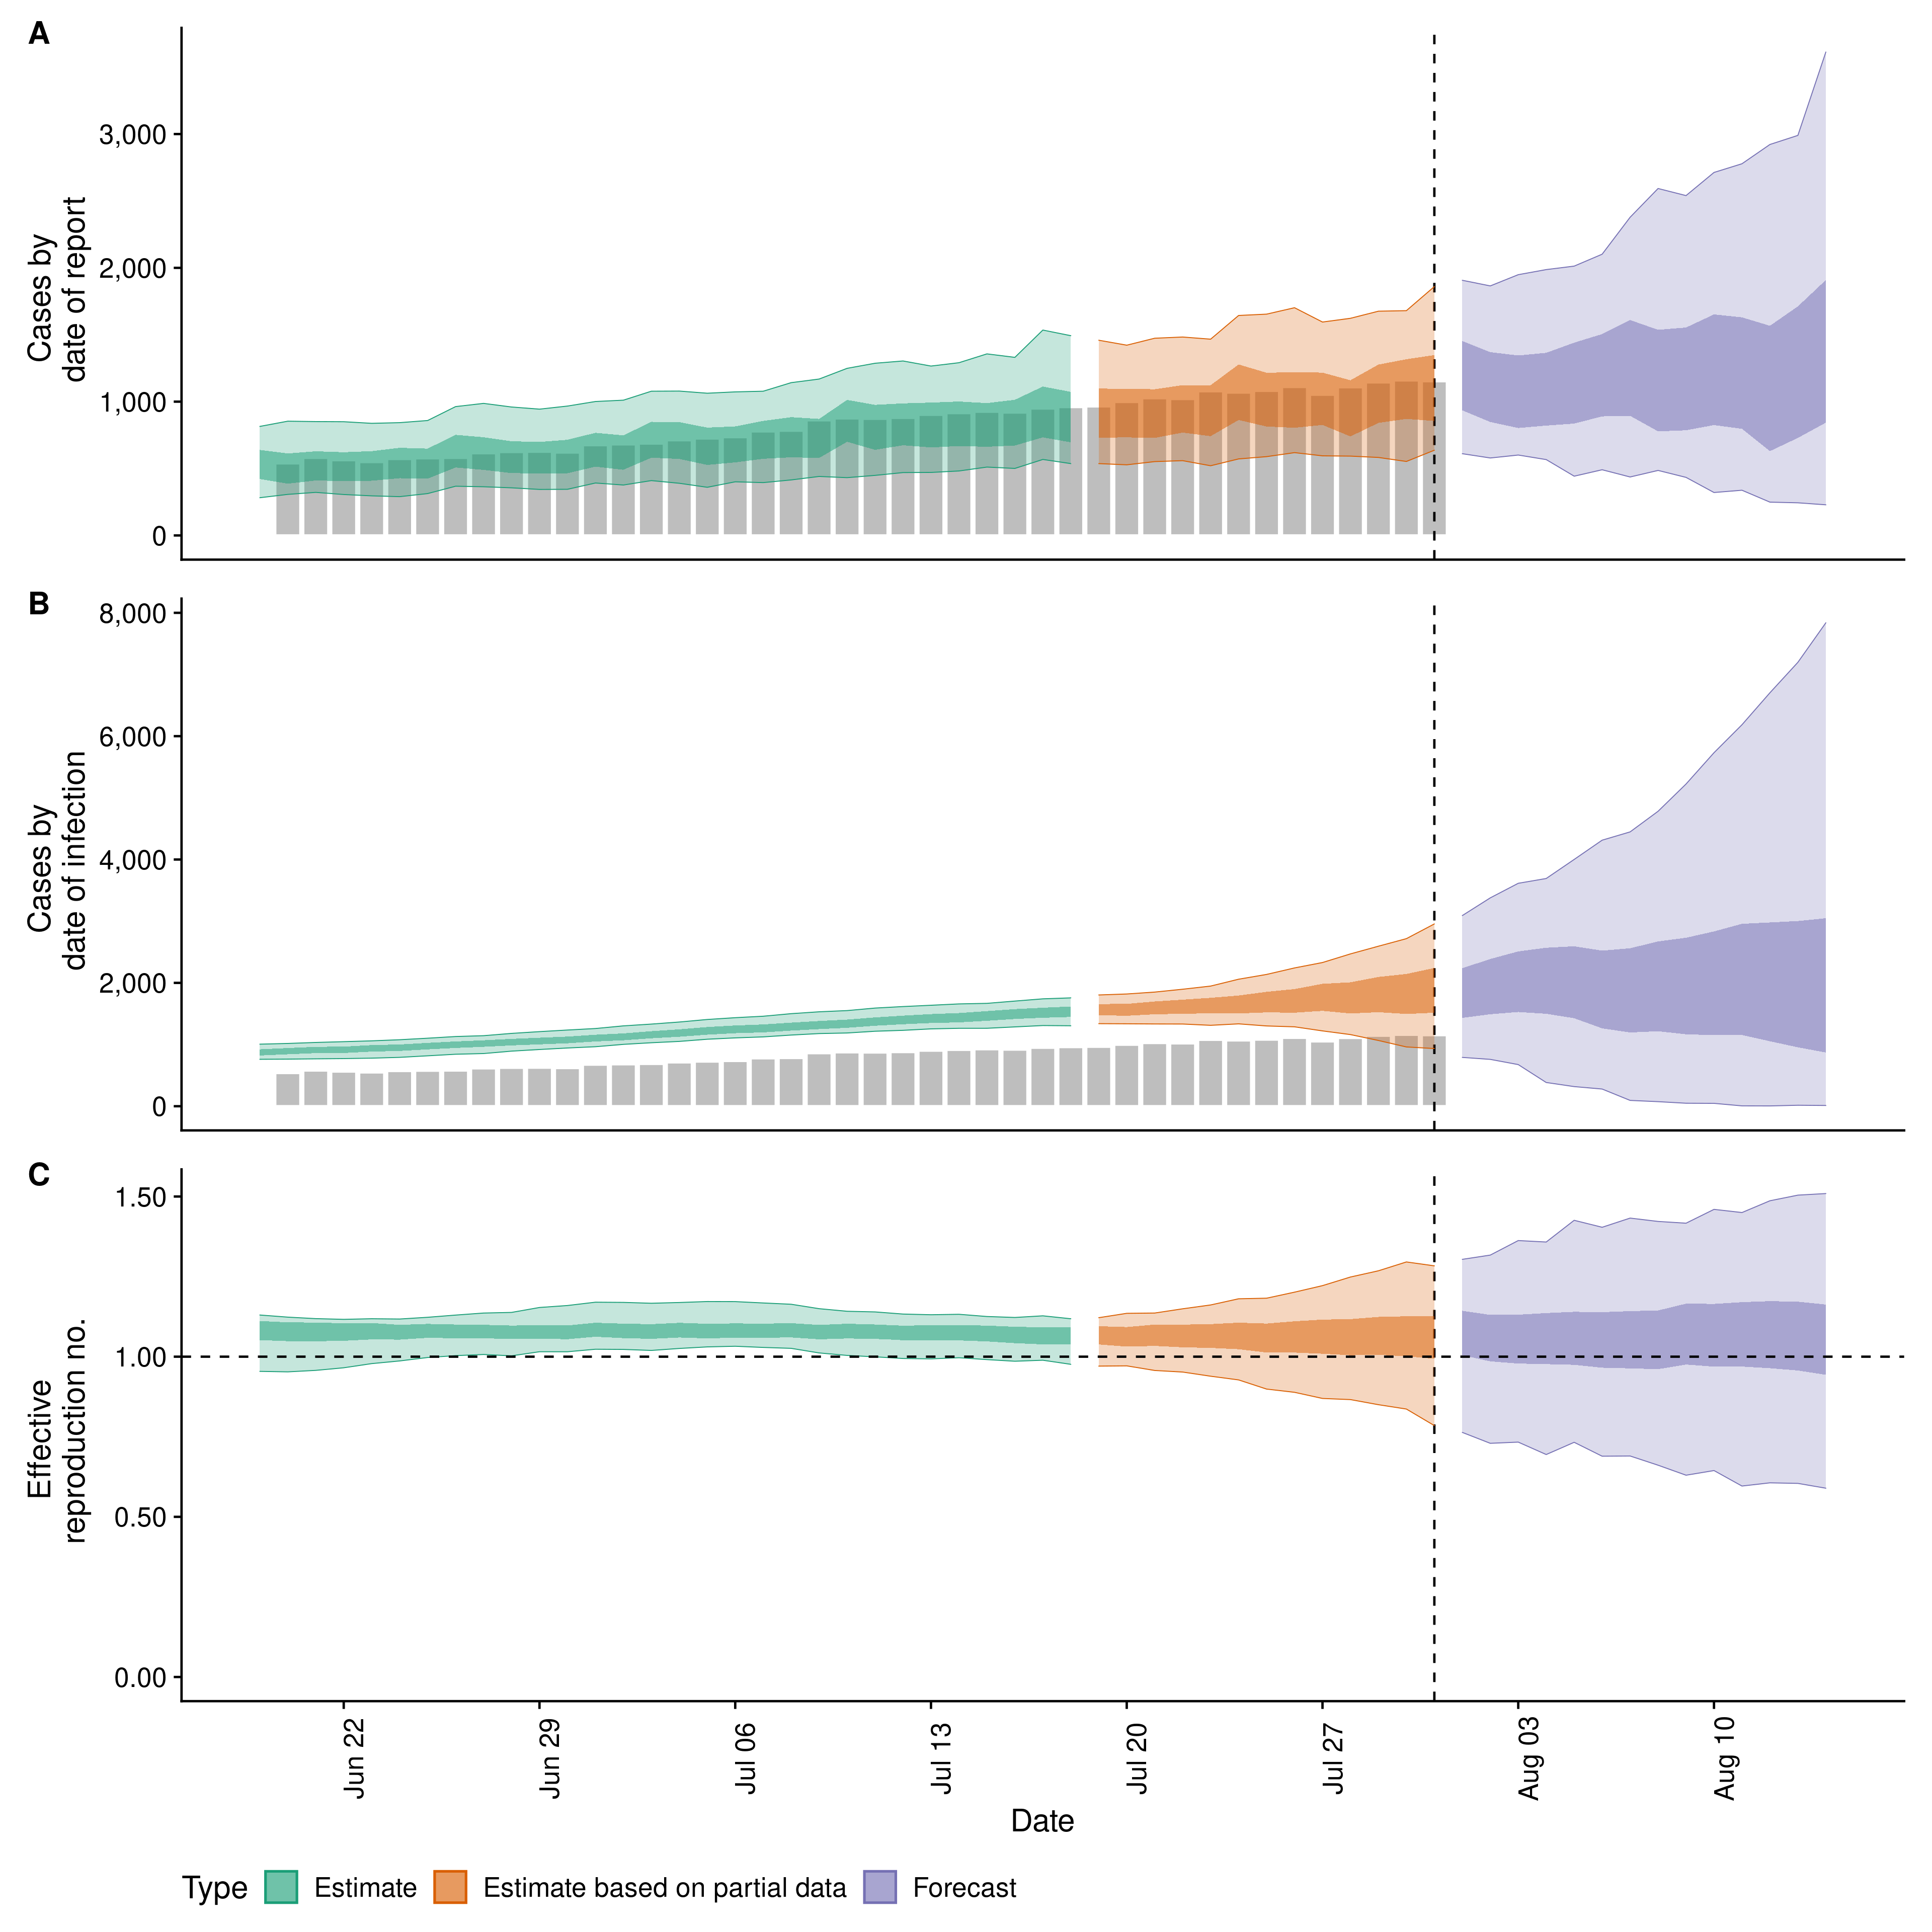 A
Cases by
date of report
3,000
2,000
1,000
0
B
Cases by
date of infection
8,000
6,000
4,000
2,000
0
C
Effective
reproduction no.
1.50
1.00
0.50
0.00
Jun 22
Jun 29
Jul 06
Jul 13
Jul 20
Jul 27
Aug 03
Aug 10
Date
Type Estimate Estimate based on partial data Forecast